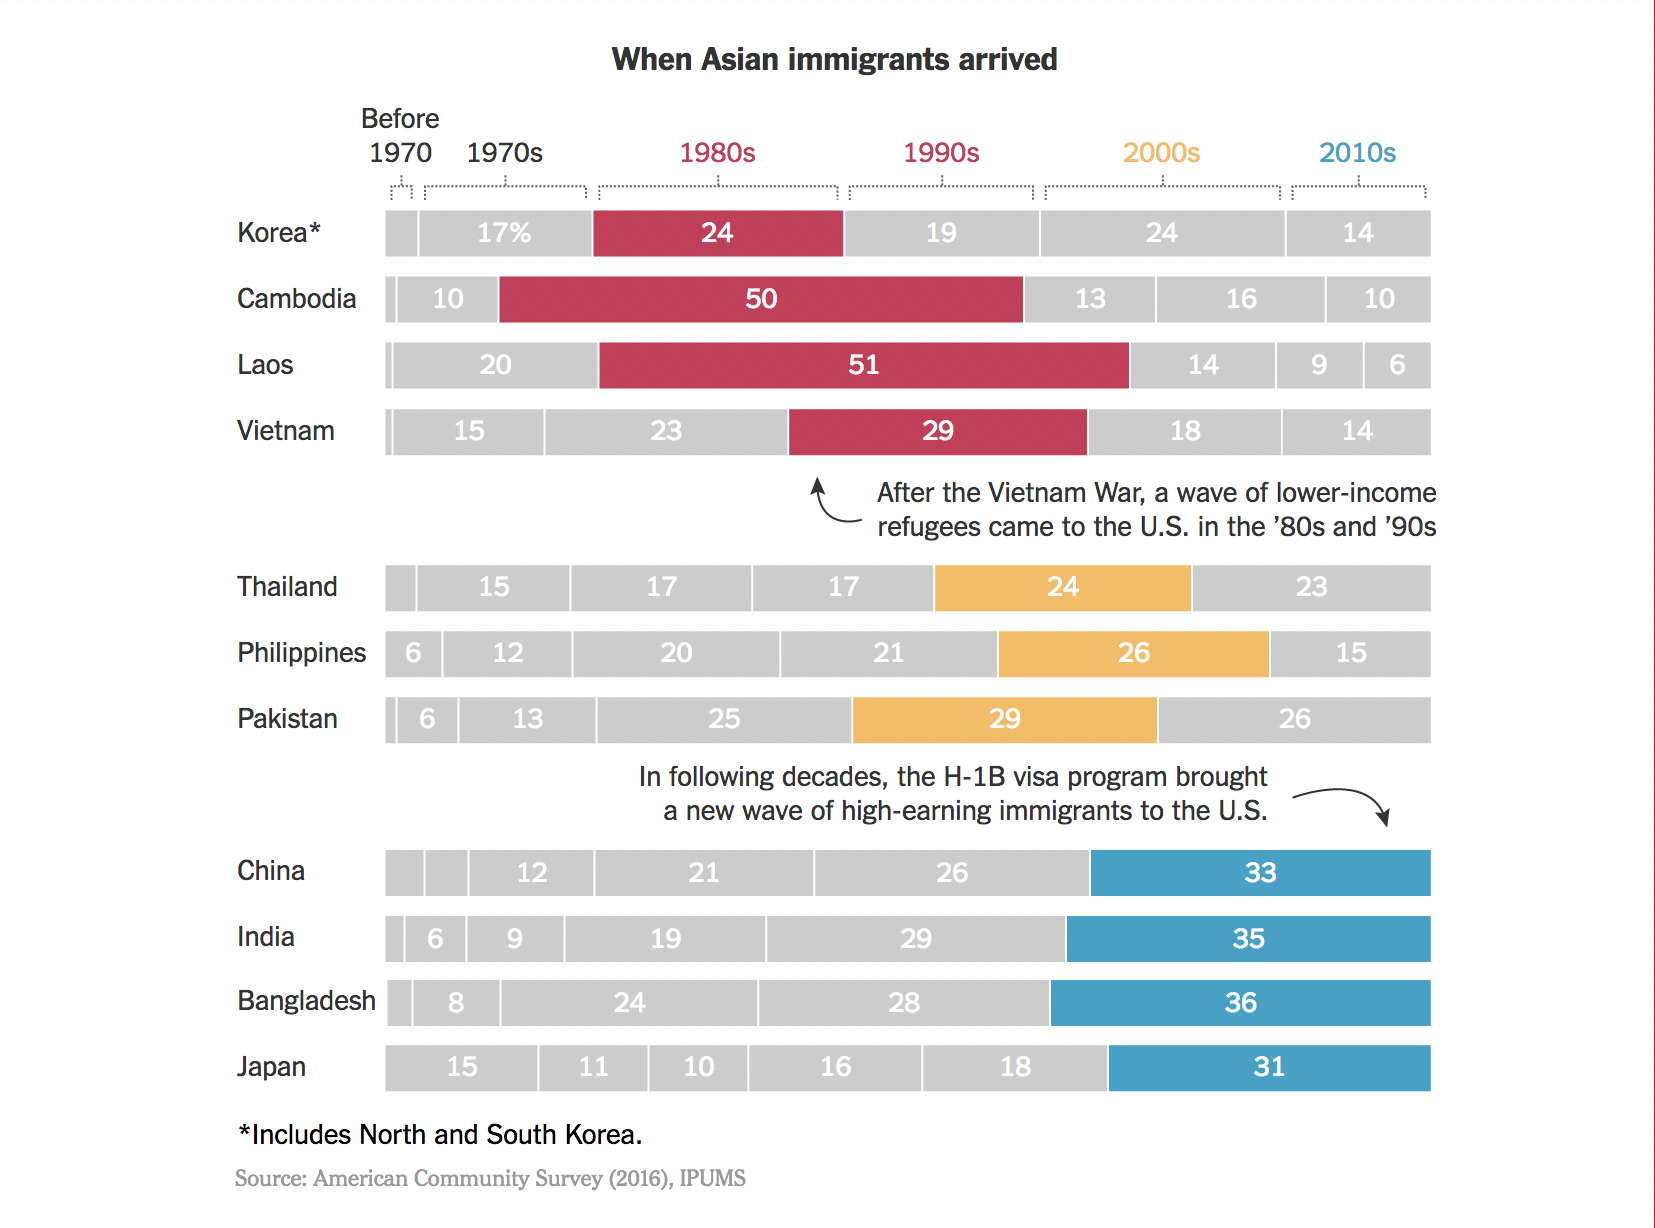 When Asian immigrants arrived
Before
1970 1970s 1980s 1990s 2000s 2010s
Korea* 17% 24 19 24 14
Cambodia 10 50 13 16 10
Laos 20 51 14 9 6
Vietnam 15 23 29 18 14
After the Vietnam War, a wave of lower-income
refugees came to the U.S. in the ’80s and ’90s
Thailand 15 17 17 24 23
Philippines 6 12 20 21 26 15
Pakistan 6 13 25 29 26
In following decades, the H-1B visa program brought
a new wave of high-earning immigrants to the U.S.
China 12 21 26 33
India 6 9 19 29 35
Bangladesh 8 24 28 36
Japan 15 11 10 16 18 31
*Includes North and South Korea.
Source: American Community Survey (2016), IPUMS